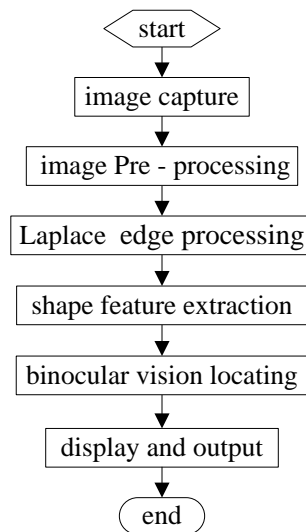 start
image capture
image Pre - processing
Laplace edge processing
shape feature extraction
binocular vision locating
display and output
end